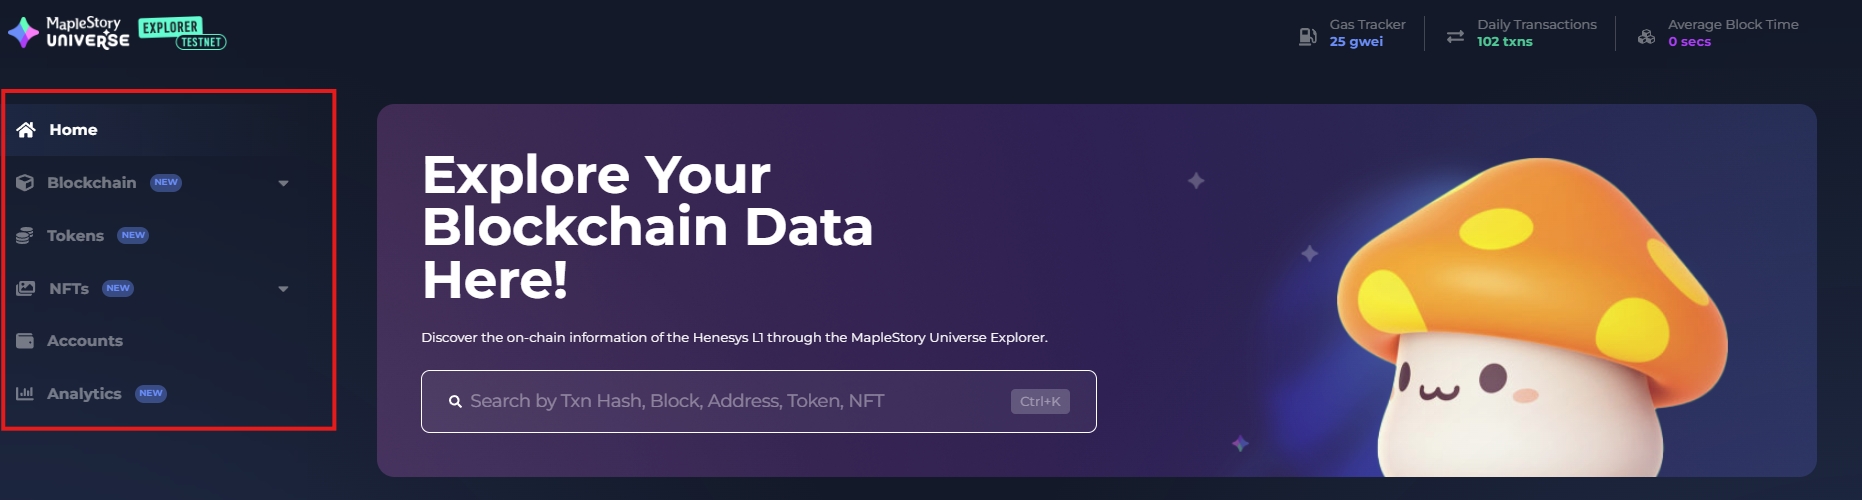 MapleStory
UNIVERSE
EXPLORER
TESTNET
Gas Tracker
25 gwei
Daily Transactions
102 txns
Average Block Time
0 secs
Home
Blockchain NEW
Tokens NEW
NFTs NEW
Accounts
Analytics NEW
Explore Your
Blockchain Data
Here!
Discover the on-chain information of the Henesys L1 through the MapleStory Universe Explorer.
Search by Txn Hash, Block, Address, Token, NFT
Ctrl+K